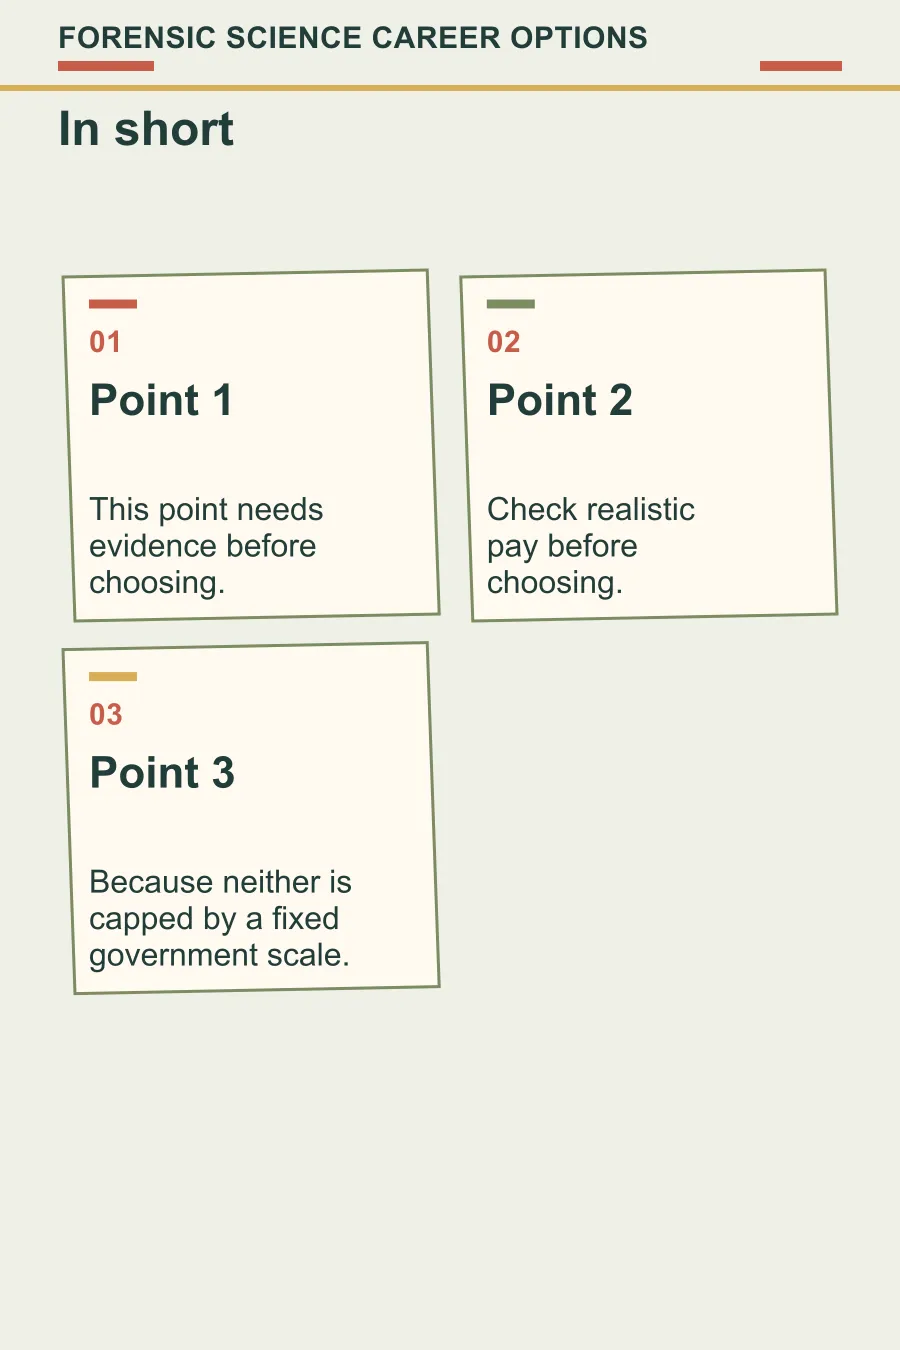 FORENSIC SCIENCE CAREER OPTIONS
In short
01
Point 1
This point needs
evidence before
choosing.
02
Point 2
Check realistic
pay before
choosing.
03
Point 3
Because neither is
capped by a fixed
government scale.